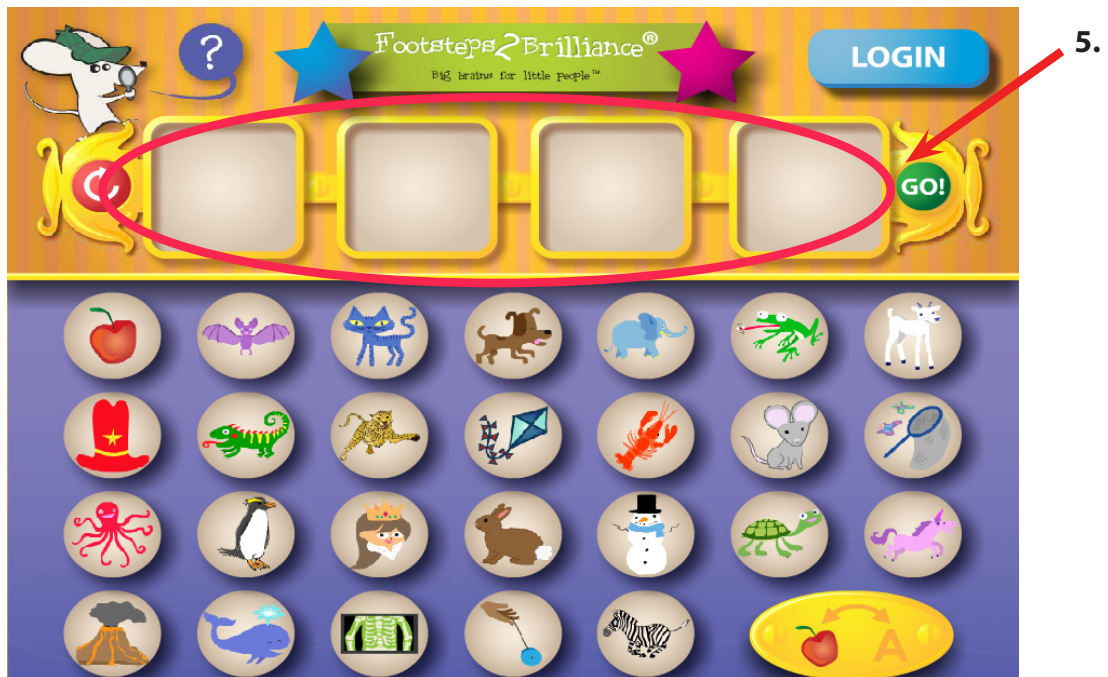 ?
Footsteps2Brilliance®
Big brains for little people™
LOGIN
5.
GO!
A